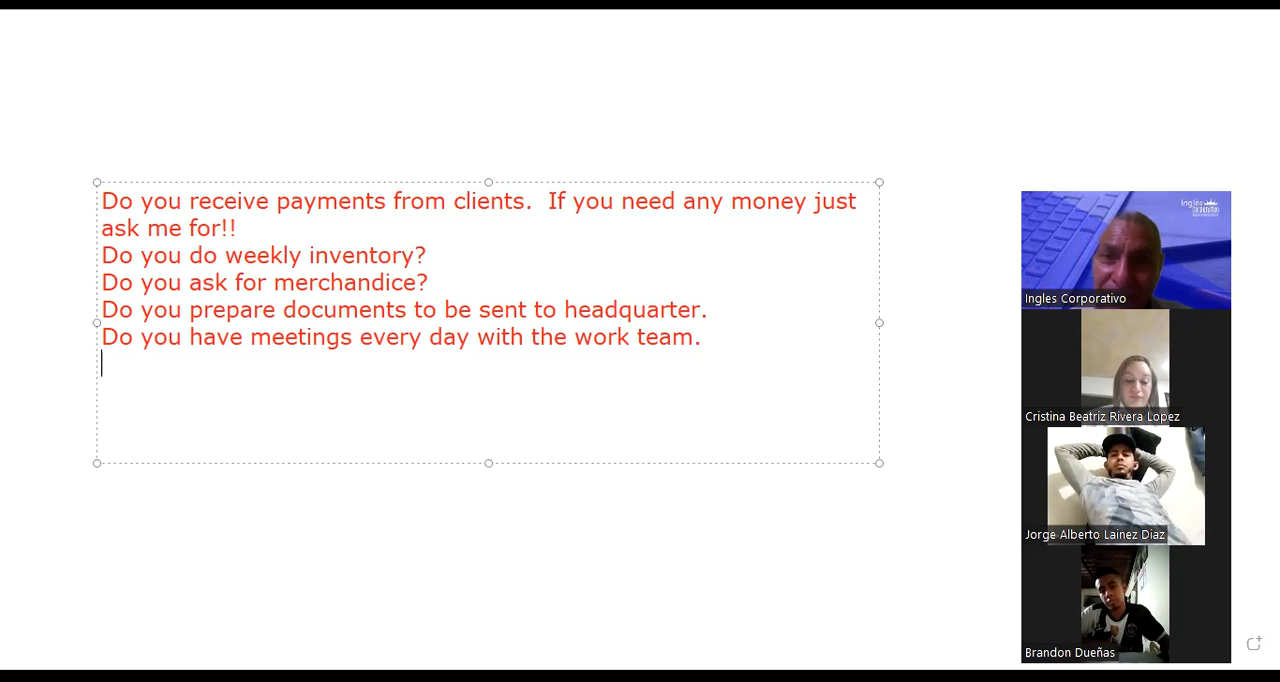 Do you receive payments from clients.  If you need any money just
ask me for!!
Do you do weekly inventory?
Do you ask for merchandice?
Do you prepare documents to be sent to headquarter.
Do you have meetings every day with the work team.
Ingles
Ingles Corporativo
Cristina Beatriz Rivera Lopez
Jorge Alberto Lainez Diaz
Brandon Dueñas